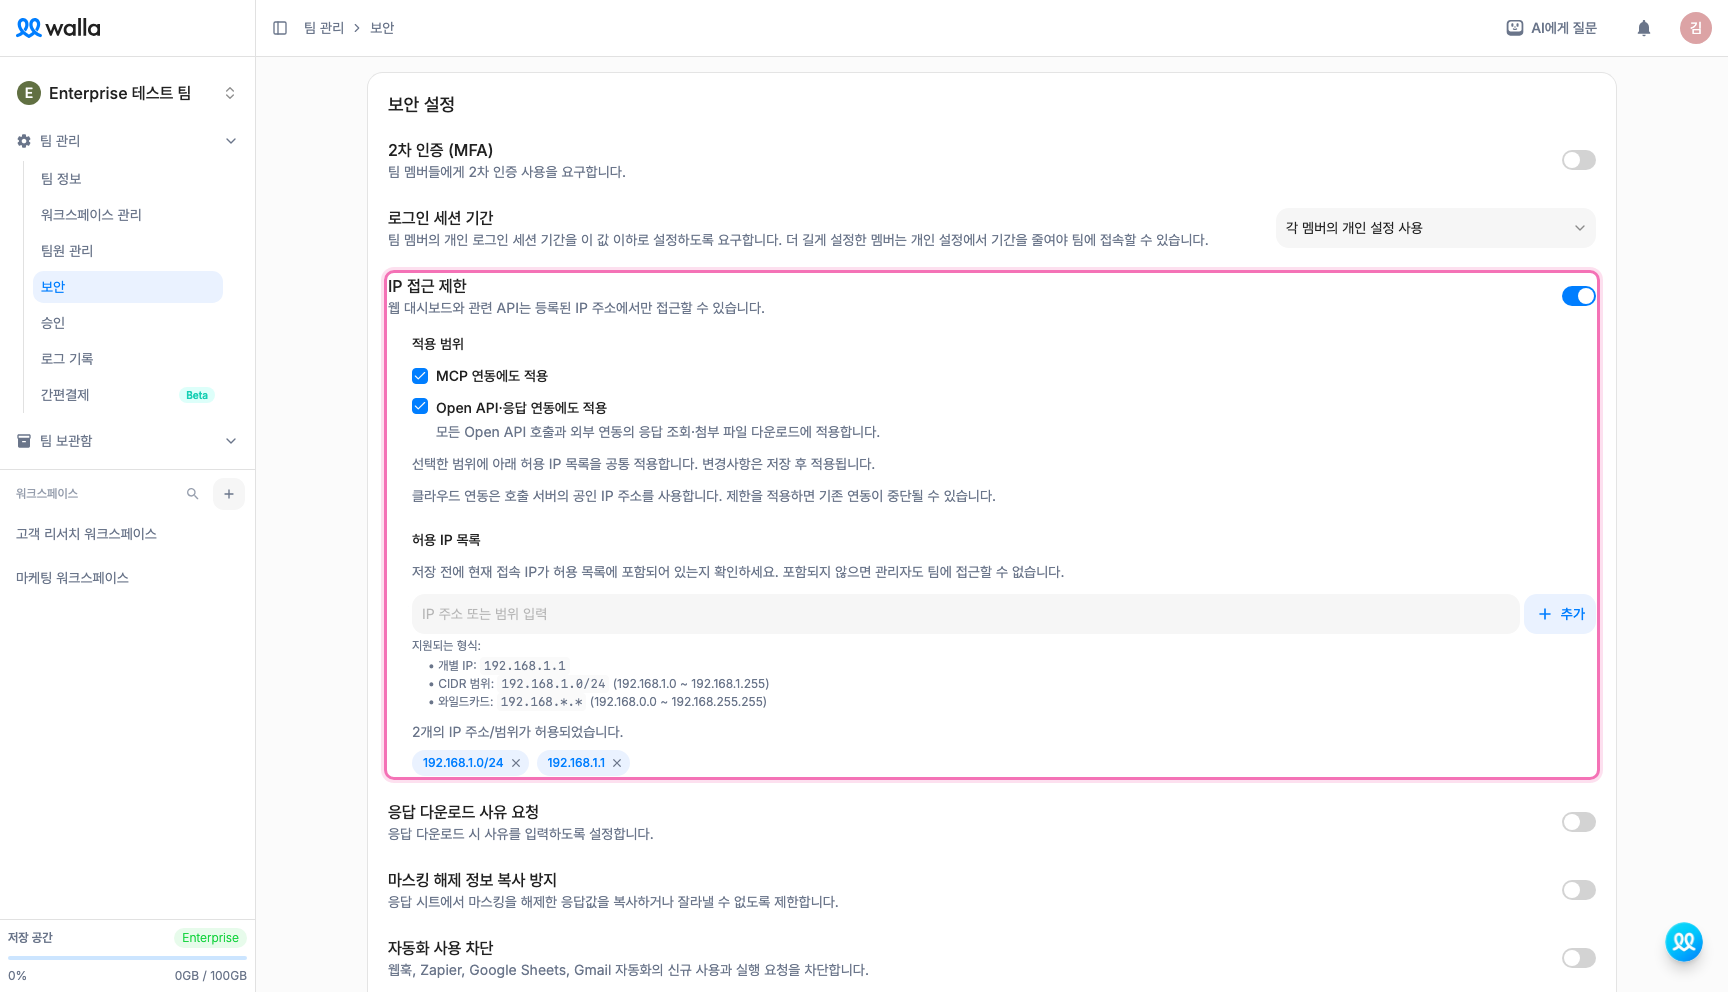 walla
팀 관리 > 보안
AI에게 질문
김
E Enterprise 테스트 팀
팀 관리
팀 정보
워크스페이스 관리
팀원 관리
보안
승인
로그 기록
간편결제 Beta
팀 보관함
워크스페이스
고객 리서치 워크스페이스
마케팅 워크스페이스
저장 공간 Enterprise
0% 0GB / 100GB
보안 설정
2차 인증 (MFA)
팀 멤버들에게 2차 인증 사용을 요구합니다.
로그인 세션 기간
팀 멤버의 개인 로그인 세션 기간을 이 값 이하로 설정하도록 요구합니다. 더 길게 설정한 멤버는 개인 설정에서 기간을 줄여야 팀에 접속할 수 있습니다.
각 멤버의 개인 설정 사용
IP 접근 제한
웹 대시보드와 관련 API는 등록된 IP 주소에서만 접근할 수 있습니다.
적용 범위
MCP 연동에도 적용
Open API·응답 연동에도 적용
모든 Open API 호출과 외부 연동의 응답 조회·첨부 파일 다운로드에 적용합니다.
선택한 범위에 아래 허용 IP 목록을 공통 적용합니다. 변경사항은 저장 후 적용됩니다.
클라우드 연동은 호출 서버의 공인 IP 주소를 사용합니다. 제한을 적용하면 기존 연동이 중단될 수 있습니다.
허용 IP 목록
저장 전에 현재 접속 IP가 허용 목록에 포함되어 있는지 확인하세요. 포함되지 않으면 관리자도 팀에 접근할 수 없습니다.
IP 주소 또는 범위 입력
+ 추가
지원되는 형식:
• 개별 IP: 192.168.1.1
• CIDR 범위: 192.168.1.0/24 (192.168.1.0 ~ 192.168.1.255)
• 와일드카드: 192.168.*.* (192.168.0.0 ~ 192.168.255.255)
2개의 IP 주소/범위가 허용되었습니다.
192.168.1.0/24 × 192.168.1.1 ×
응답 다운로드 사유 요청
응답 다운로드 시 사유를 입력하도록 설정합니다.
마스킹 해제 정보 복사 방지
응답 시트에서 마스킹을 해제한 응답값을 복사하거나 잘라낼 수 없도록 제한합니다.
자동화 사용 차단
웹훅, Zapier, Google Sheets, Gmail 자동화의 신규 사용과 실행 요청을 차단합니다.